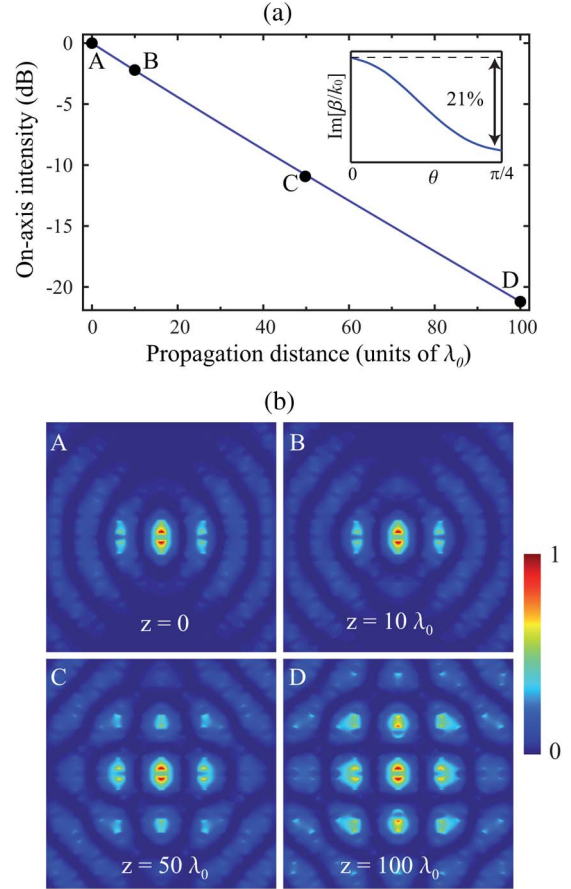 (a)
On-axis intensity (dB)
0
-5
-10
-15
-20
A
B
C
D
Im[β/k₀]
21%
0
θ
π/4
0
20
40
60
80
100
Propagation distance (units of λ₀)
(b)
A
z = 0
B
z = 10 λ₀
C
z = 50 λ₀
D
z = 100 λ₀
1
0